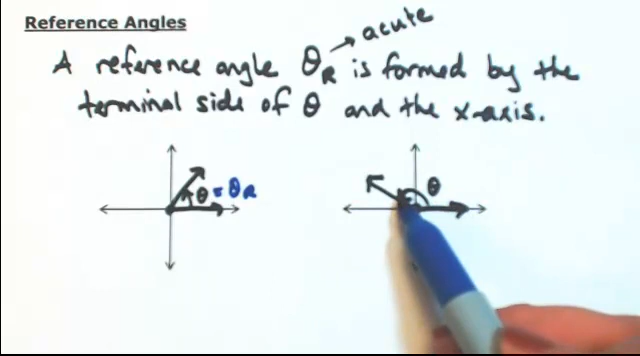 Reference Angles
→ acute
A reference angle θR is formed by the
terminal side of θ and the x-axis.
θ = θR
θ